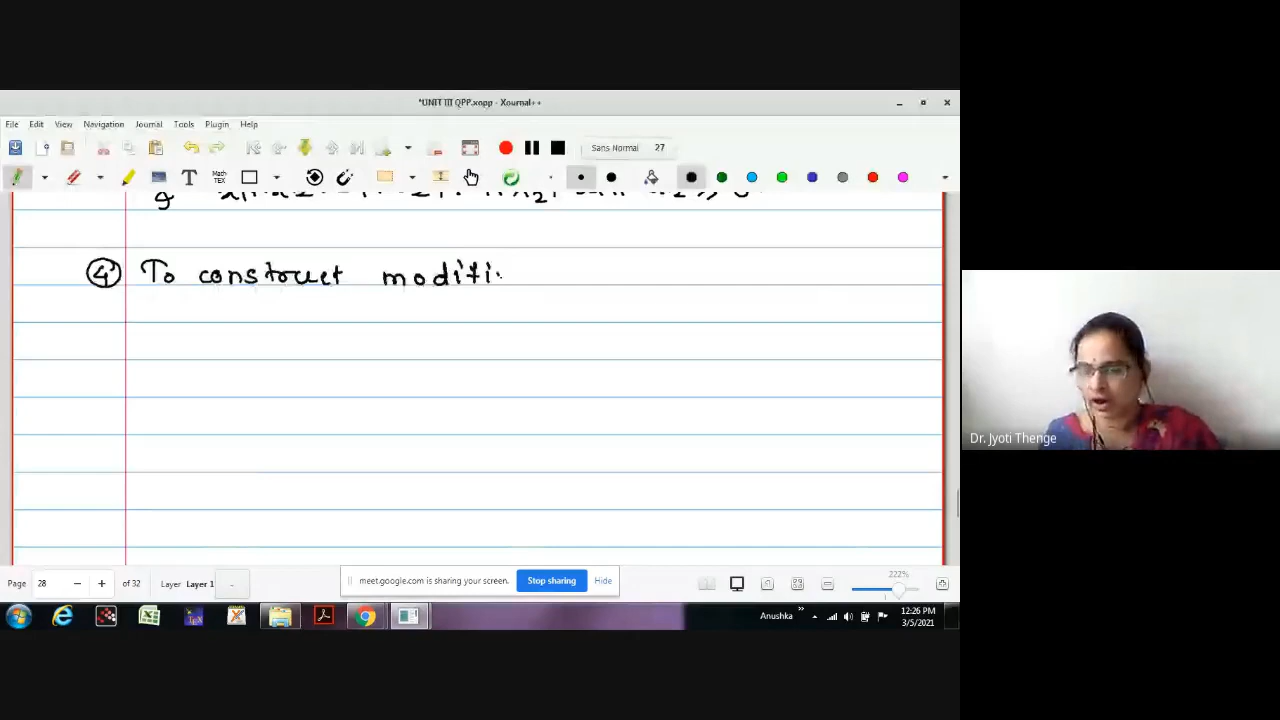 *UNIT III QPP.xopp - Xournal++
File Edit View Navigation Journal Tools Plugin Help
Sans Normal 27
④ To construct modifi
Dr. Jyoti Thenge
meet.google.com is sharing your screen. Stop sharing Hide
Page 28 of 32 Layer Layer 1 222%
Anushka 12:26 PM
3/5/2021